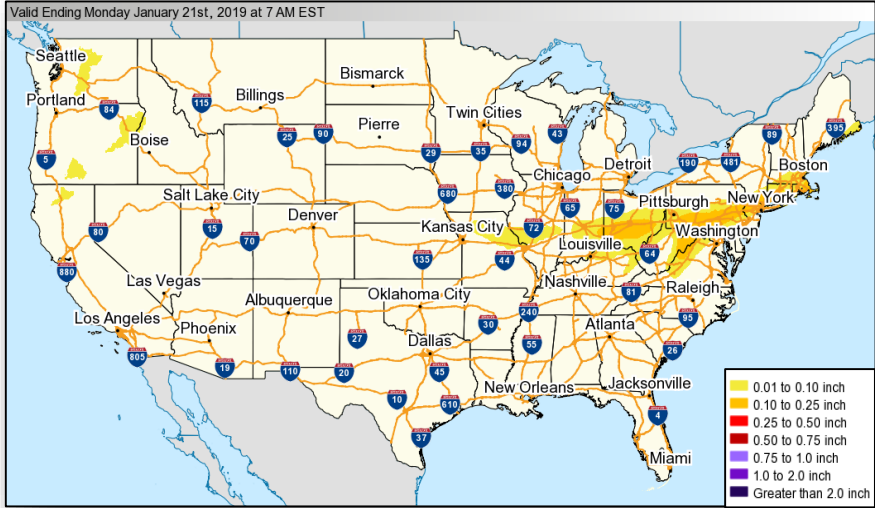 Valid Ending Monday January 21st, 2019 at 7 AM EST
Seattle
Portland
84
5
115
Billings
Bismarck
Boise
25
90
Pierre
Twin Cities
29
35
94
43
Detroit
Chicago
190
481
89
395
Boston
Salt Lake City
80
15
70
Denver
680
380
65
75
Pittsburgh
New York
Kansas City
72
Louisville
Washington
64
135
44
880
Las Vegas
Albuquerque
Oklahoma City
Nashville
81
Raleigh
Los Angeles
Phoenix
805
19
110
27
20
Dallas
30
240
55
Atlanta
95
26
45
10
610
37
New Orleans
Jacksonville
4
Miami
0.01 to 0.10 inch
0.10 to 0.25 inch
0.25 to 0.50 inch
0.50 to 0.75 inch
0.75 to 1.0 inch
1.0 to 2.0 inch
Greater than 2.0 inch